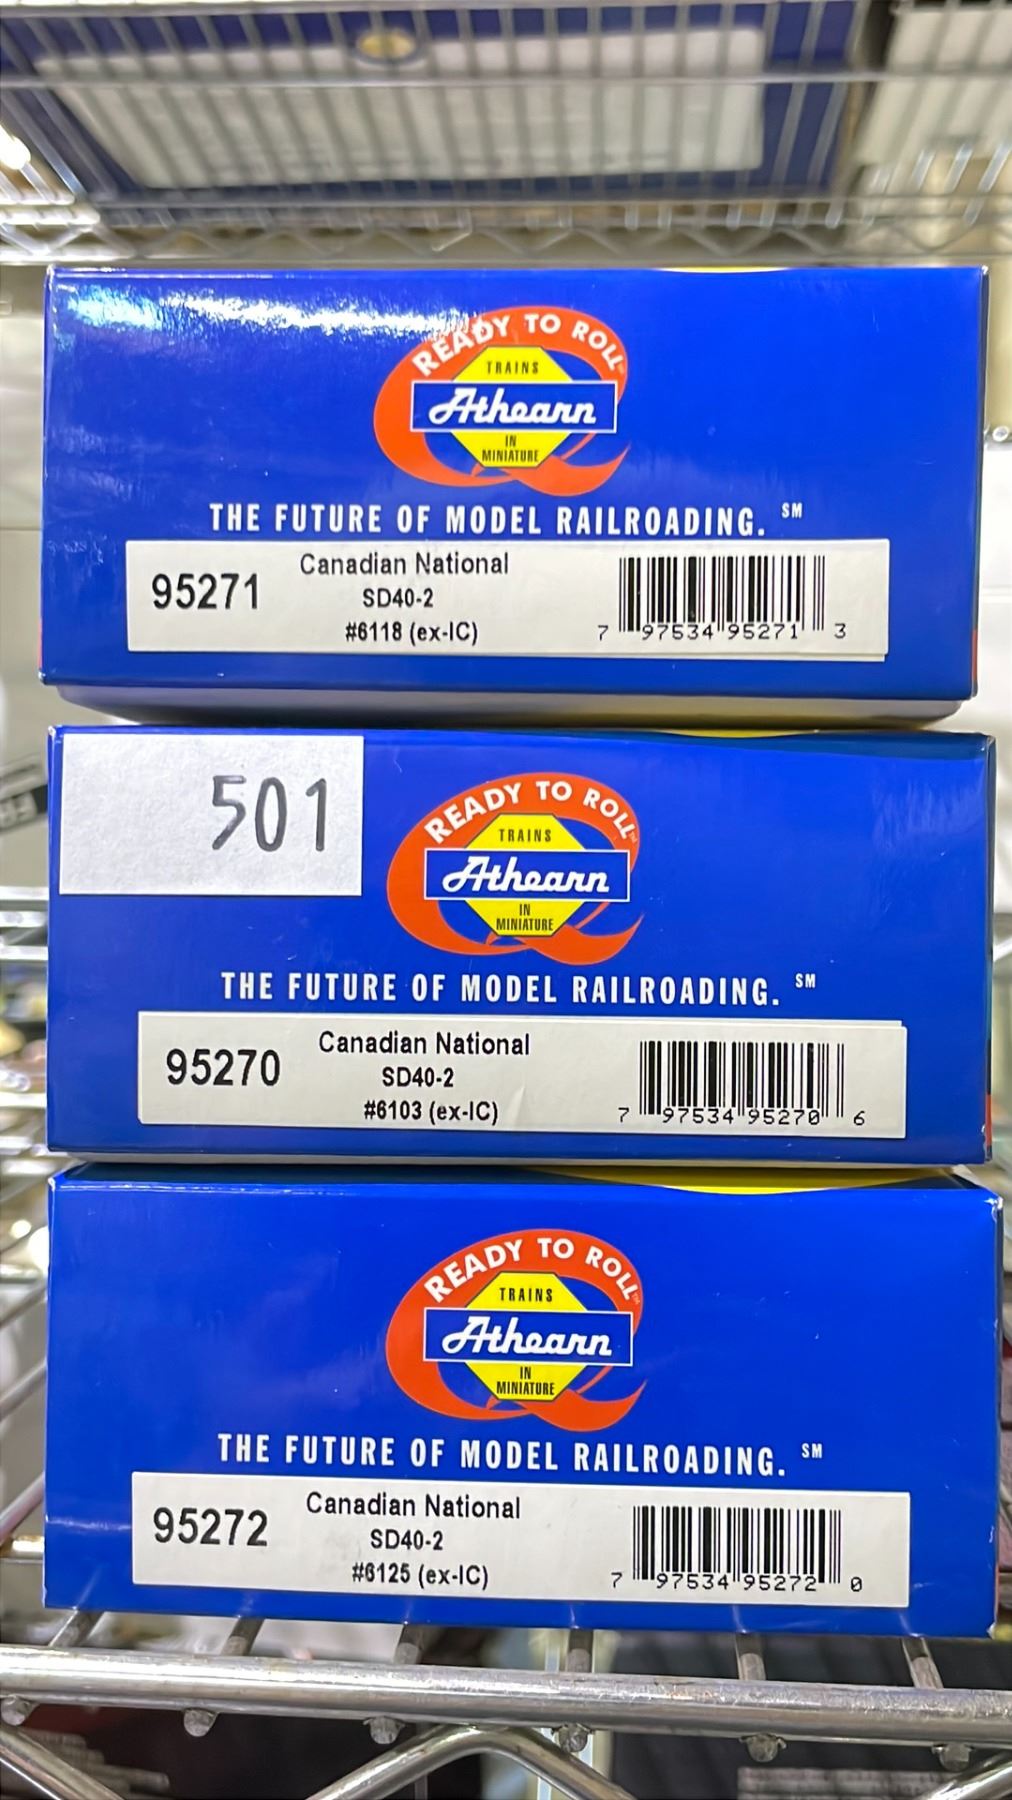 READY TO ROLL™
TRAINS
Athearn
IN
MINIATURE
THE FUTURE OF MODEL RAILROADING. SM
95271
Canadian National
SD40-2
#6118 (ex-IC)
7 97534 95271 3
501
READY TO ROLL™
TRAINS
Athearn
IN
MINIATURE
THE FUTURE OF MODEL RAILROADING. SM
95270
Canadian National
SD40-2
#6103 (ex-IC)
7 97534 95270 6
READY TO ROLL™
TRAINS
Athearn
IN
MINIATURE
THE FUTURE OF MODEL RAILROADING. SM
95272
Canadian National
SD40-2
#6125 (ex-IC)
7 97534 95272 0